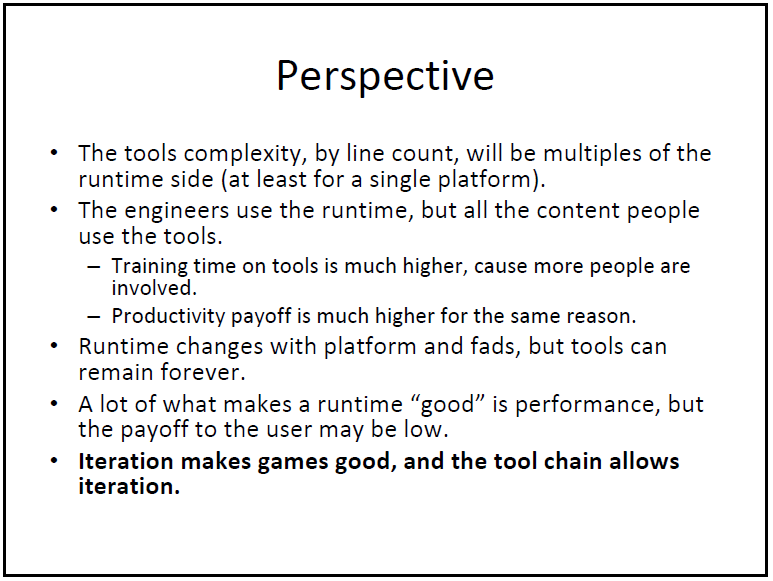 Perspective
• The tools complexity, by line count, will be multiples of the
runtime side (at least for a single platform).
• The engineers use the runtime, but all the content people
use the tools.
– Training time on tools is much higher, cause more people are
involved.
– Productivity payoff is much higher for the same reason.
• Runtime changes with platform and fads, but tools can
remain forever.
• A lot of what makes a runtime “good” is performance, but
the payoff to the user may be low.
• Iteration makes games good, and the tool chain allows
iteration.